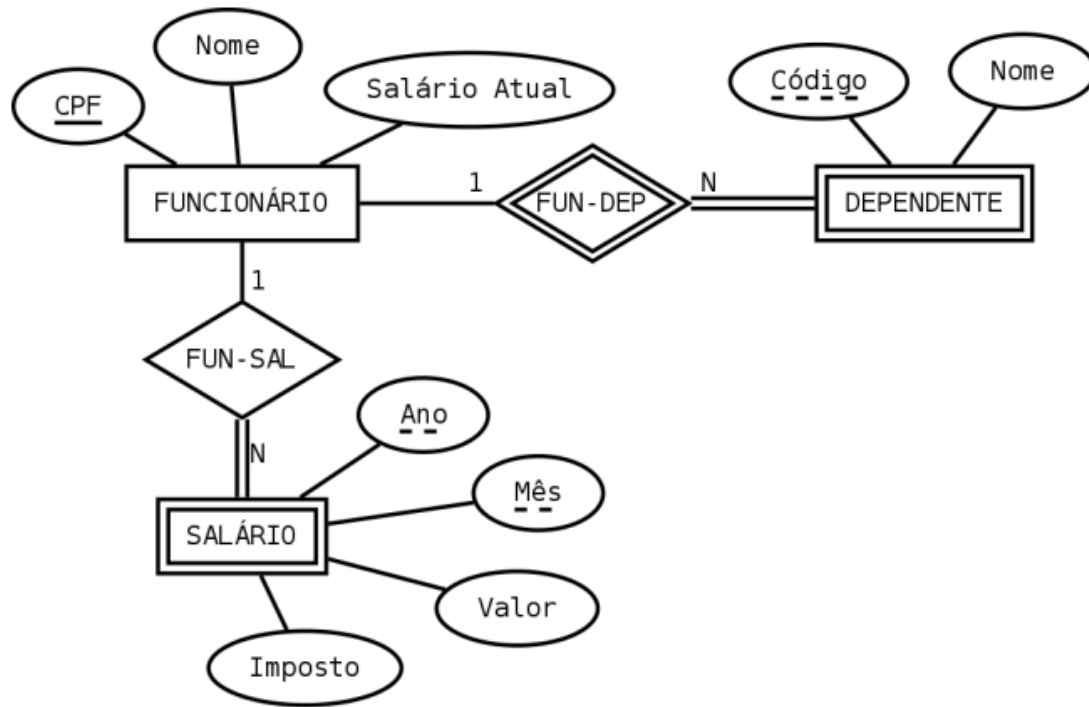 Nome
CPF
Salário Atual
Código
Nome
FUNCIONÁRIO
1
FUN-DEP
N
DEPENDENTE
1
FUN-SAL
N
Ano
Mês
SALÁRIO
Valor
Imposto